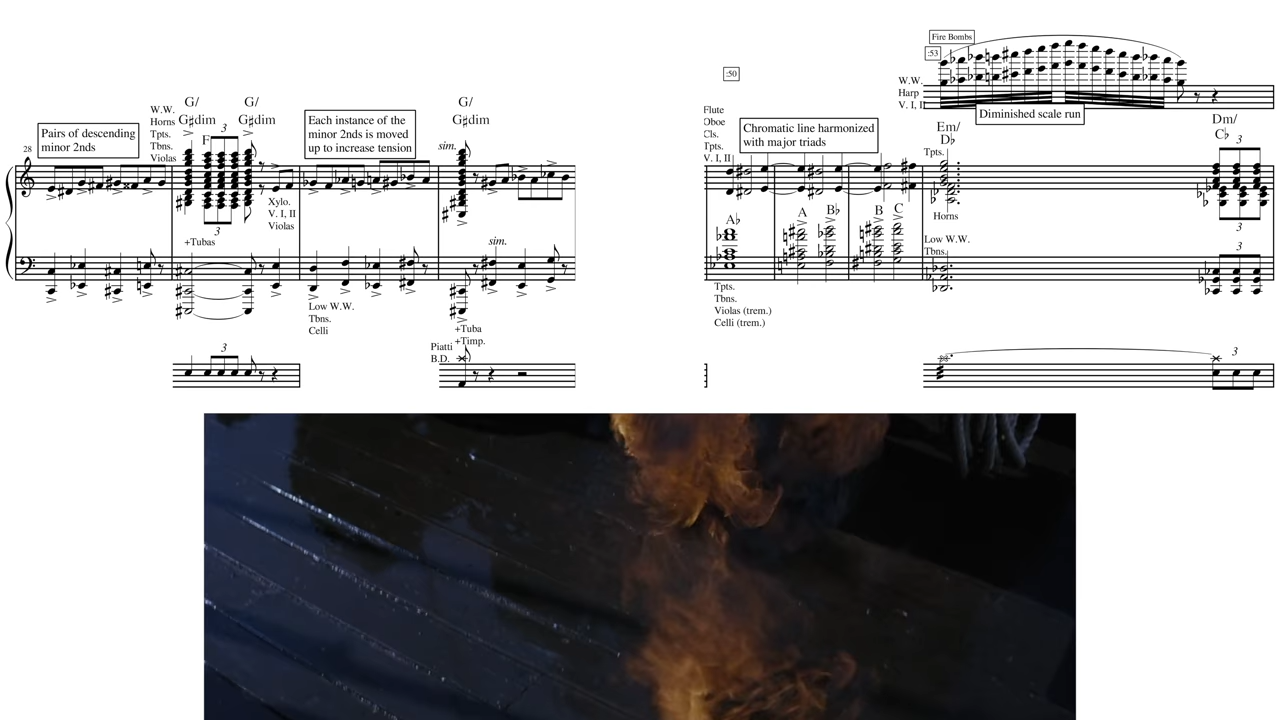 Pairs of descending
minor 2nds
28
W.W.
Horns
Tpts.
Tbns.
Violas
G/
G♯dim
F
3
3
+Tubas
G/
G♯dim
Xylo.
V. I, II
Violas
3
Each instance of the
minor 2nds is moved
up to increase tension
Low W.W.
Tbns.
Celli
G/
G♯dim
sim.
sim.
+Tuba
+Timp.
Piatti
B.D.
:50
Flute
Oboe
Cls.
Tpts.
V. I, II
Chromatic line harmonized
with major triads
A♭
A
B♭
B
C
Tpts.
Tbns.
Violas (trem.)
Celli (trem.)
Fire Bombs
:53
W.W.
Harp
V. I, II
Diminished scale run
Em/
D♭
Tpts.
Horns
Low W.W.
Tbns.
Dm/
C♭
3
3
3
3